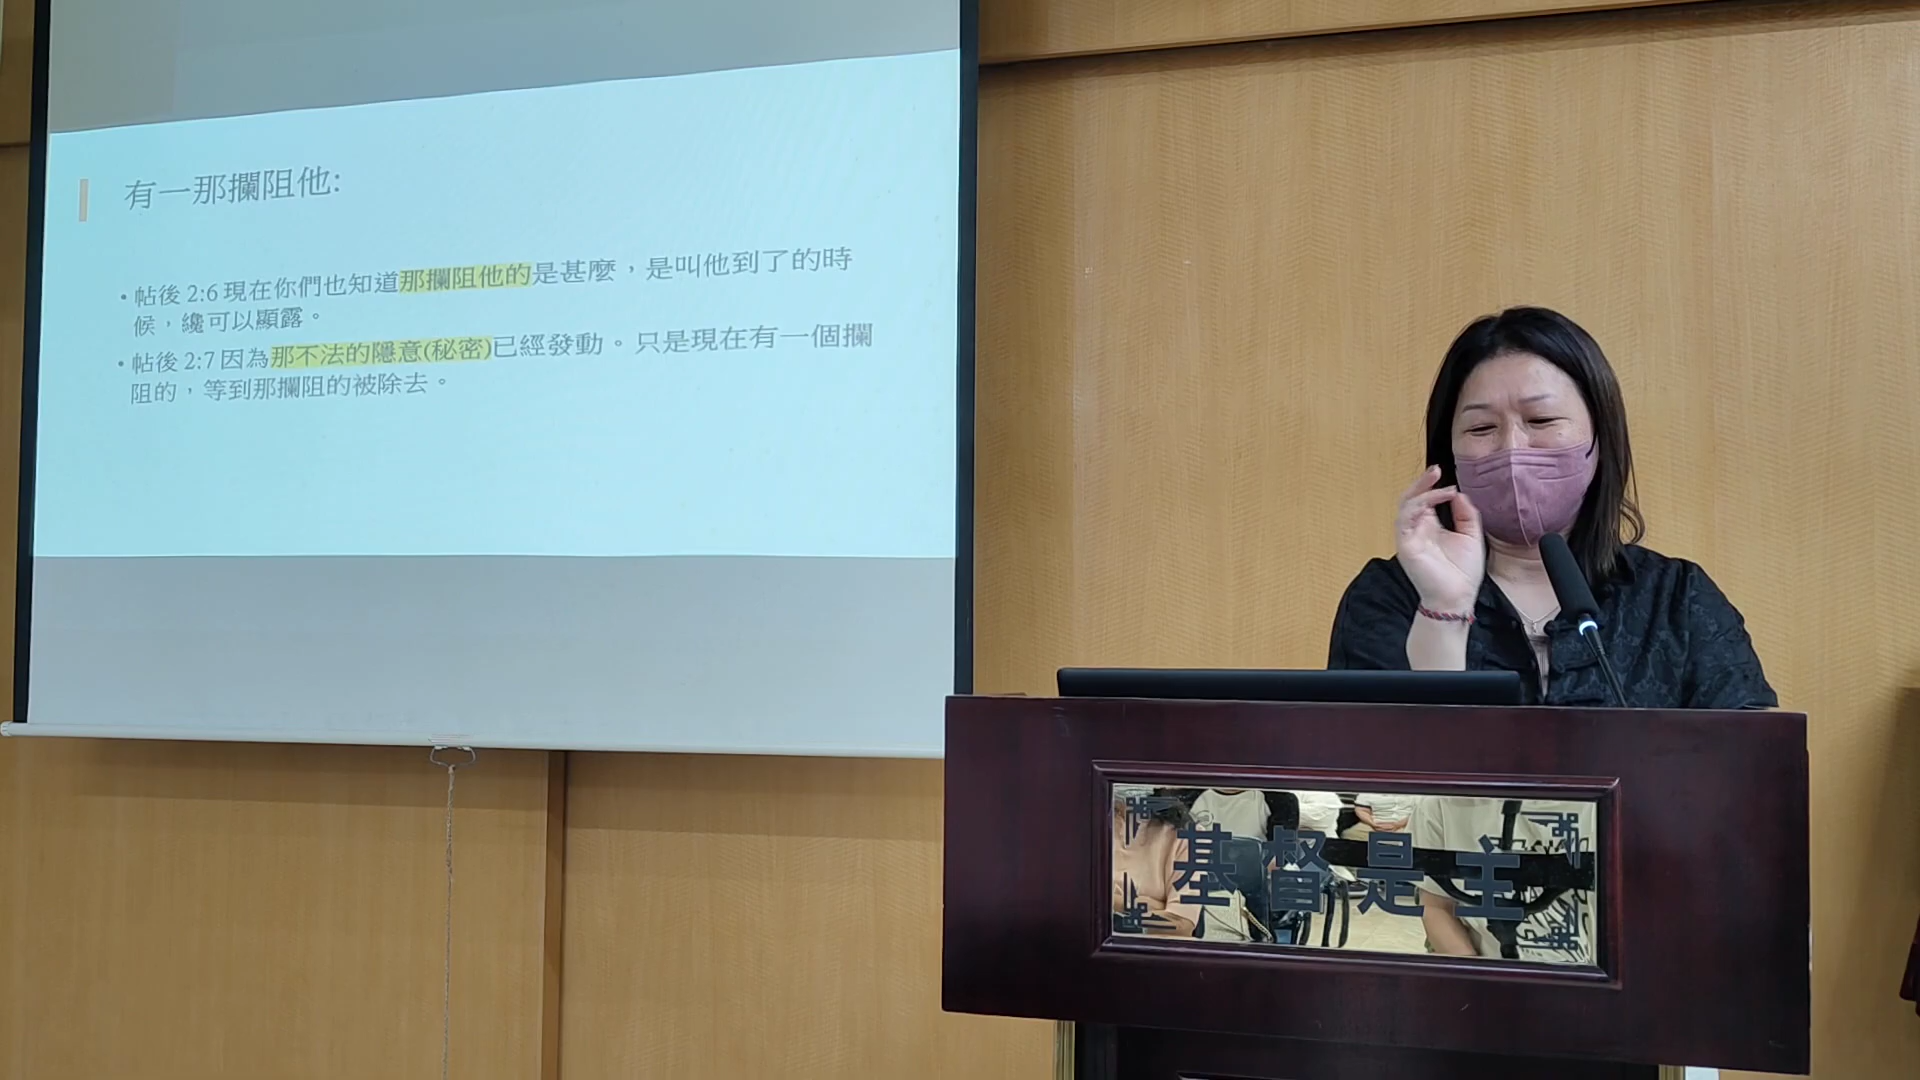 有一那攔阻他:
• 帖後 2:6 現在你們也知道那攔阻他的是甚麼，是叫他到了的時
候，纔可以顯露。
• 帖後 2:7 因為那不法的隱意(秘密)已經發動。只是現在有一個攔
阻的，等到那攔阻的被除去。
基督是主